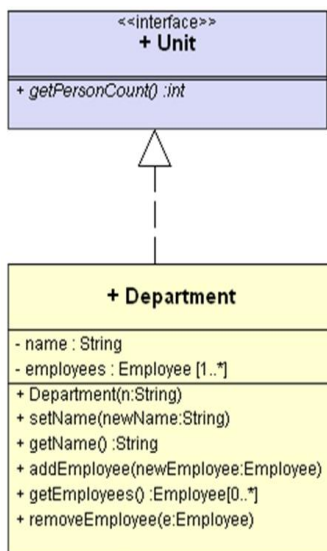 <<interface>>
+ Unit
+ getPersonCount() :int
+ Department
- name : String
- employees : Employee [1..*]
+ Department(n:String)
+ setName(newName:String)
+ getName() :String
+ addEmployee(newEmployee:Employee)
+ getEmployees() :Employee[0..*]
+ removeEmployee(e:Employee)